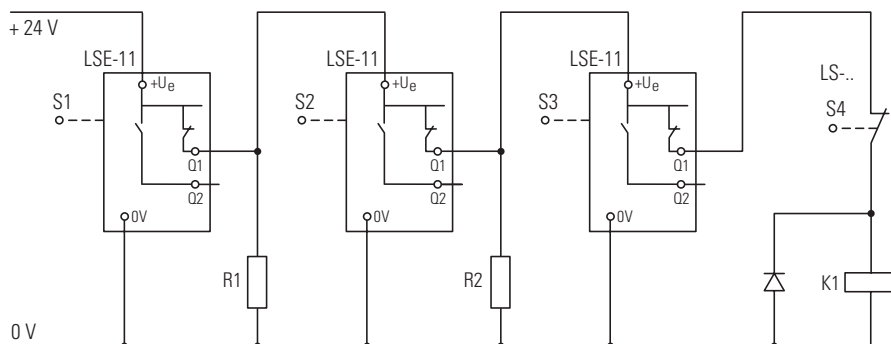 + 24 V
LSE-11
LSE-11
LSE-11
LS-..
+Ue
+Ue
+Ue
S1
S2
S3
S4
Q1
Q1
Q1
Q2
Q2
Q2
0V
0V
0V
R1
R2
K1
0 V